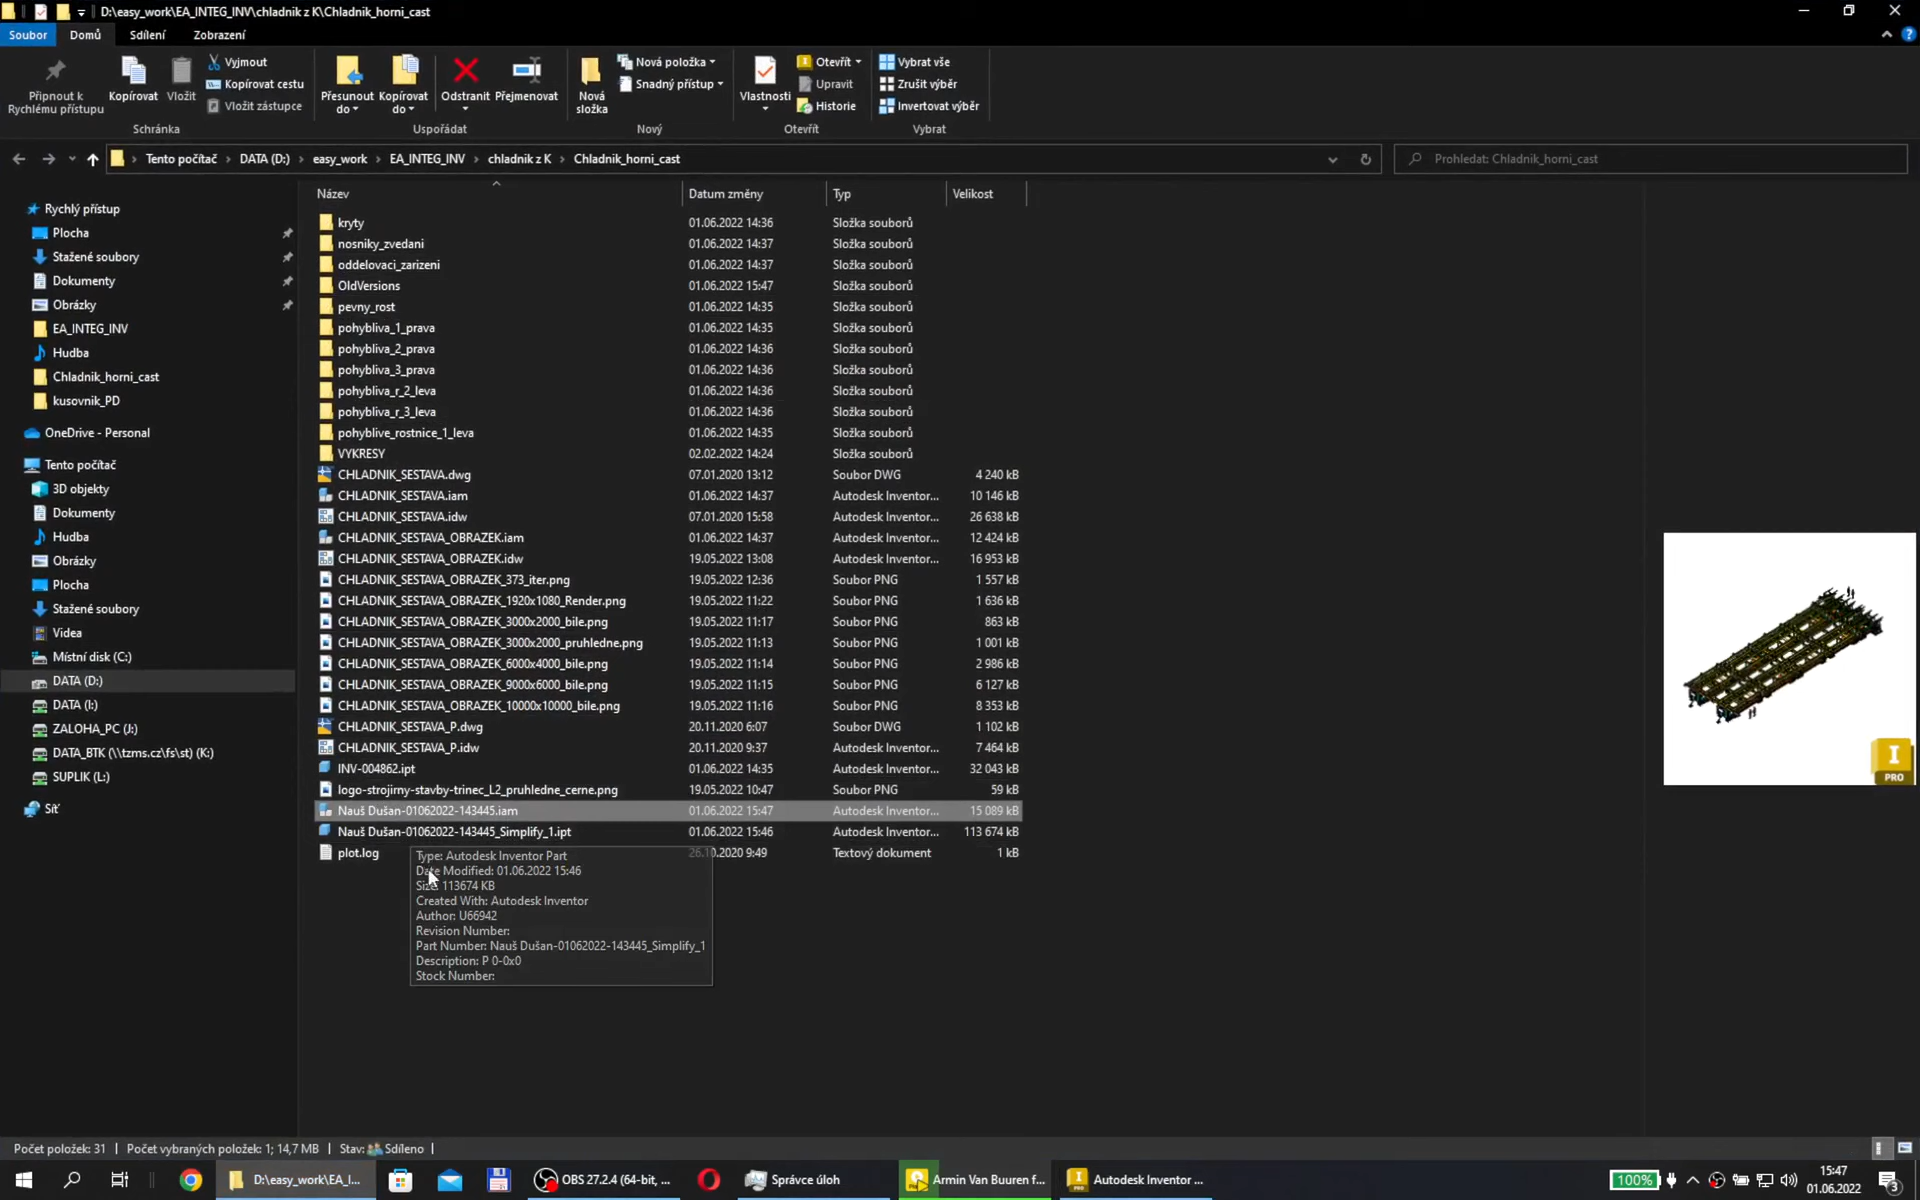 D:\easy_work\EA_INTEG_INV\chladnik z K\Chladnik_horni_cast
Soubor Domů Sdílení Zobrazení
Připnout k Rychlému přístupu
Kopírovat
Vložit
Vyjmout
Kopírovat cestu
Vložit zástupce
Schránka
Přesunout do
Kopírovat do
Odstranit
Přejmenovat
Uspořádat
Nová složka
Nová položka
Snadný přístup
Nový
Vlastnosti
Otevřít
Upravit
Historie
Otevřít
Vybrat vše
Zrušit výběr
Invertovat výběr
Vybrat
Tento počítač > DATA (D:) > easy_work > EA_INTEG_INV > chladnik z K > Chladnik_horni_cast
Prohledat: Chladnik_horni_cast
Rychlý přístup
Plocha
Stažené soubory
Dokumenty
Obrázky
EA_INTEG_INV
Hudba
Chladnik_horni_cast
kusovnik_PD
OneDrive - Personal
Tento počítač
3D objekty
Dokumenty
Hudba
Obrázky
Plocha
Stažené soubory
Videa
Místní disk (C:)
DATA (D:)
DATA (I:)
ZALOHA_PC (J:)
DATA_BTK (\\tzms.cz\fs\st) (K:)
SUPLIK (L:)
Síť
Název Datum změny Typ Velikost
kryty 01.06.2022 14:36 Složka souborů
nosniky_zvedani 01.06.2022 14:37 Složka souborů
oddelovaci_zarizeni 01.06.2022 14:37 Složka souborů
OldVersions 01.06.2022 15:47 Složka souborů
pevny_rost 01.06.2022 14:35 Složka souborů
pohybliva_1_prava 01.06.2022 14:35 Složka souborů
pohybliva_2_prava 01.06.2022 14:36 Složka souborů
pohybliva_3_prava 01.06.2022 14:36 Složka souborů
pohybliva_r_2_leva 01.06.2022 14:36 Složka souborů
pohybliva_r_3_leva 01.06.2022 14:36 Složka souborů
pohyblive_rostnice_1_leva 01.06.2022 14:35 Složka souborů
VYKRESY 02.02.2022 14:24 Složka souborů
CHLADNIK_SESTAVA.dwg 07.01.2020 13:12 Soubor DWG 4 240 kB
CHLADNIK_SESTAVA.iam 01.06.2022 14:37 Autodesk Inventor... 10 146 kB
CHLADNIK_SESTAVA.idw 07.01.2020 15:58 Autodesk Inventor... 26 638 kB
CHLADNIK_SESTAVA_OBRAZEK.iam 01.06.2022 14:37 Autodesk Inventor... 12 424 kB
CHLADNIK_SESTAVA_OBRAZEK.idw 19.05.2022 13:08 Autodesk Inventor... 16 953 kB
CHLADNIK_SESTAVA_OBRAZEK_373_iter.png 19.05.2022 12:36 Soubor PNG 1 557 kB
CHLADNIK_SESTAVA_OBRAZEK_1920x1080_Render.png 19.05.2022 11:22 Soubor PNG 1 636 kB
CHLADNIK_SESTAVA_OBRAZEK_3000x2000_bile.png 19.05.2022 11:17 Soubor PNG 863 kB
CHLADNIK_SESTAVA_OBRAZEK_3000x2000_pruhledne.png 19.05.2022 11:13 Soubor PNG 1 001 kB
CHLADNIK_SESTAVA_OBRAZEK_6000x4000_bile.png 19.05.2022 11:14 Soubor PNG 2 986 kB
CHLADNIK_SESTAVA_OBRAZEK_9000x6000_bile.png 19.05.2022 11:15 Soubor PNG 6 127 kB
CHLADNIK_SESTAVA_OBRAZEK_10000x10000_bile.png 19.05.2022 11:16 Soubor PNG 8 353 kB
CHLADNIK_SESTAVA_P.dwg 20.11.2020 6:07 Soubor DWG 1 102 kB
CHLADNIK_SESTAVA_P.idw 20.11.2020 9:37 Autodesk Inventor... 7 464 kB
INV-004862.ipt 01.06.2022 14:35 Autodesk Inventor... 32 043 kB
logo-strojirny-stavby-trinec_L2_pruhledne_cerne.png 19.05.2022 10:47 Soubor PNG 59 kB
Nauš Dušan-01062022-143445.iam 01.06.2022 15:47 Autodesk Inventor... 15 089 kB
Nauš Dušan-01062022-143445_Simplify_1.ipt 01.06.2022 15:46 Autodesk Inventor... 113 674 kB
plot.log 26.10.2020 9:49 Textový dokument 1 kB
Type: Autodesk Inventor Part
Date Modified: 01.06.2022 15:46
Size: 113674 KB
Created With: Autodesk Inventor
Author: U66942
Revision Number:
Part Number: Nauš Dušan-01062022-143445_Simplify_1
Description: P 0-0x0
Stock Number:
I
PRO
Počet položek: 31 Počet vybraných položek: 1; 14,7 MB Stav: Sdíleno
D:\easy_work\EA_I...
OBS 27.2.4 (64-bit, ...
Správce úloh
Armin Van Buuren f...
Autodesk Inventor ...
100%
15:47
01.06.2022
3